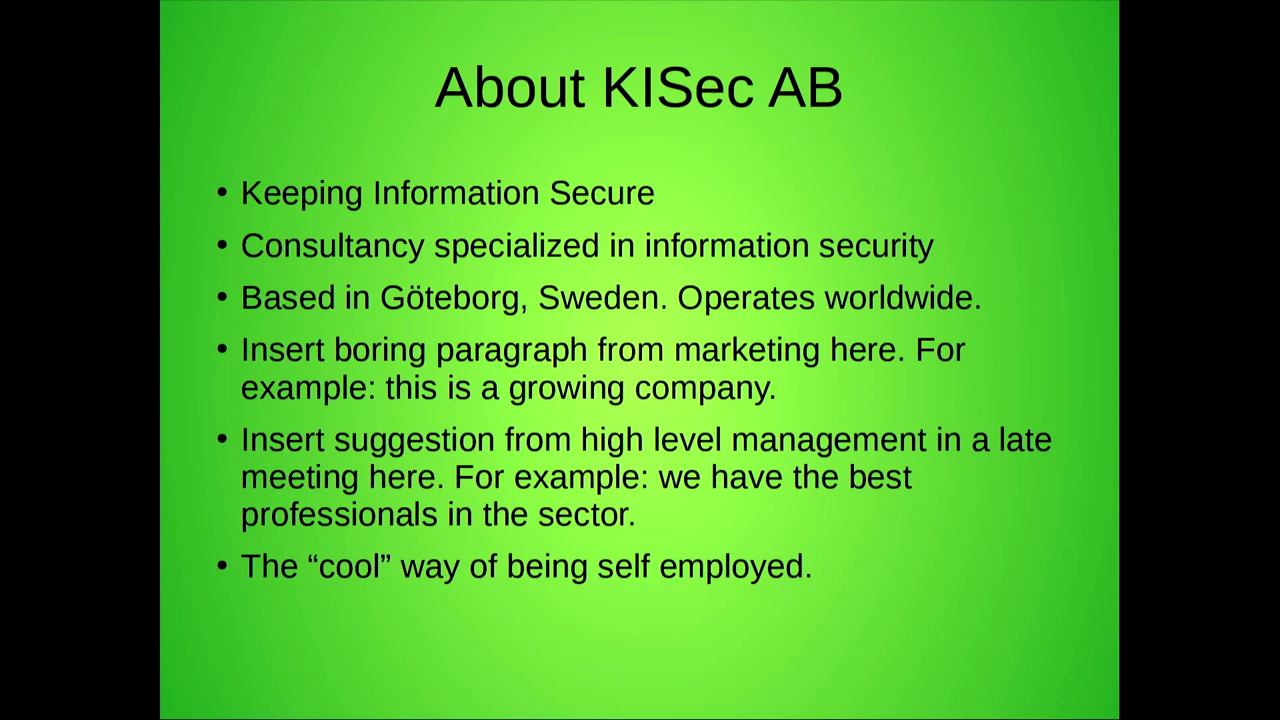 About KISec AB
• Keeping Information Secure
• Consultancy specialized in information security
• Based in Göteborg, Sweden. Operates worldwide.
• Insert boring paragraph from marketing here. For
example: this is a growing company.
• Insert suggestion from high level management in a late
meeting here. For example: we have the best
professionals in the sector.
• The “cool” way of being self employed.